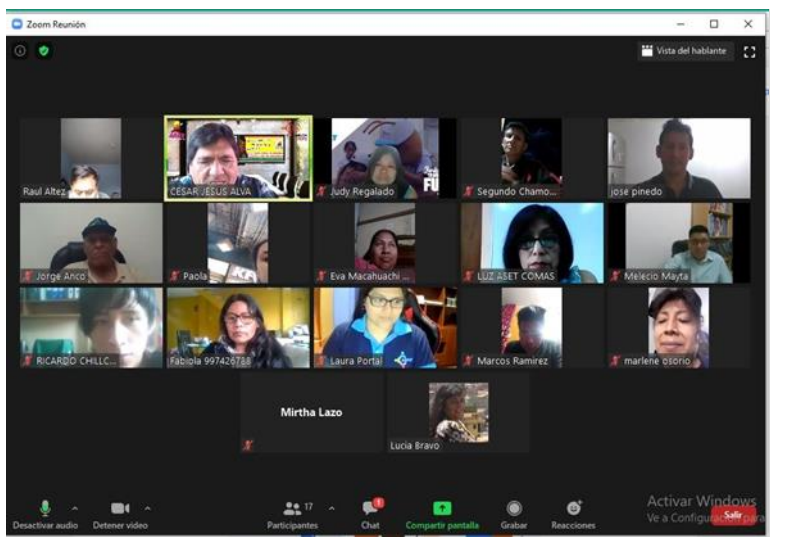 Zoom Reunión
Vista del hablante
Raul Altez
CESAR JESUS ALVA
Judy Regalado
FU
Segundo Chamo...
jose pinedo
Jorge Anco
Paola
Eva Macahuachi ...
LUZ ASET COMAS
Melecio Mayta
RICARDO CHILLC...
Fabiola 997426788
Laura Portal
Marcos Ramirez
marlene osorio
Mirtha Lazo
Lucia Bravo
Activar Windows
Ve a Configuración para
Desactivar audio
Detener video
Participantes
17
Chat
1
Compartir pantalla
Grabar
Reacciones
Salir